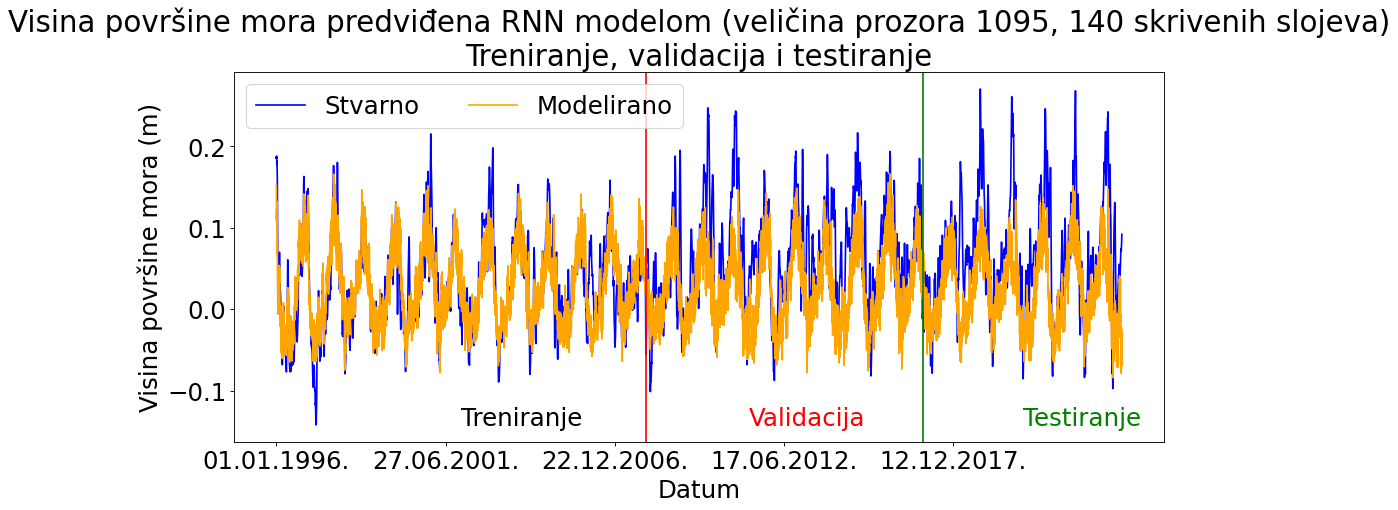 Visina površine mora predviđena RNN modelom (veličina prozora 1095, 140 skrivenih slojeva)
Treniranje, validacija i testiranje
Stvarno Modelirano
Visina površine mora (m)
0.2
0.1
0.0
−0.1
Treniranje Validacija Testiranje
01.01.1996. 27.06.2001. 22.12.2006. 17.06.2012. 12.12.2017.
Datum